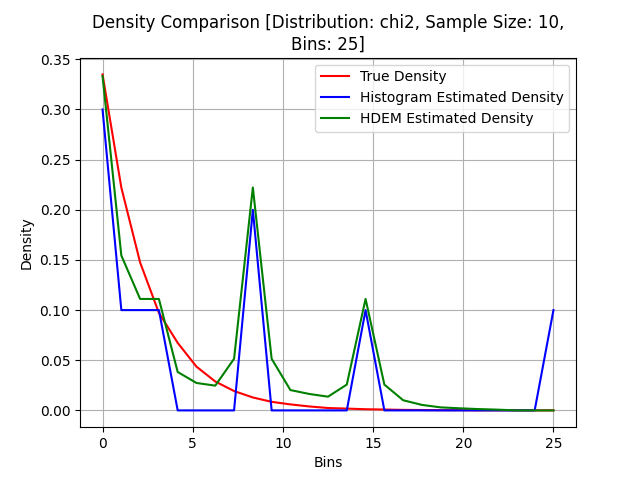 Density Comparison [Distribution: chi2, Sample Size: 10,
Bins: 25]
True Density
Histogram Estimated Density
HDEM Estimated Density
Density
0.35
0.30
0.25
0.20
0.15
0.10
0.05
0.00
0 5 10 15 20 25
Bins